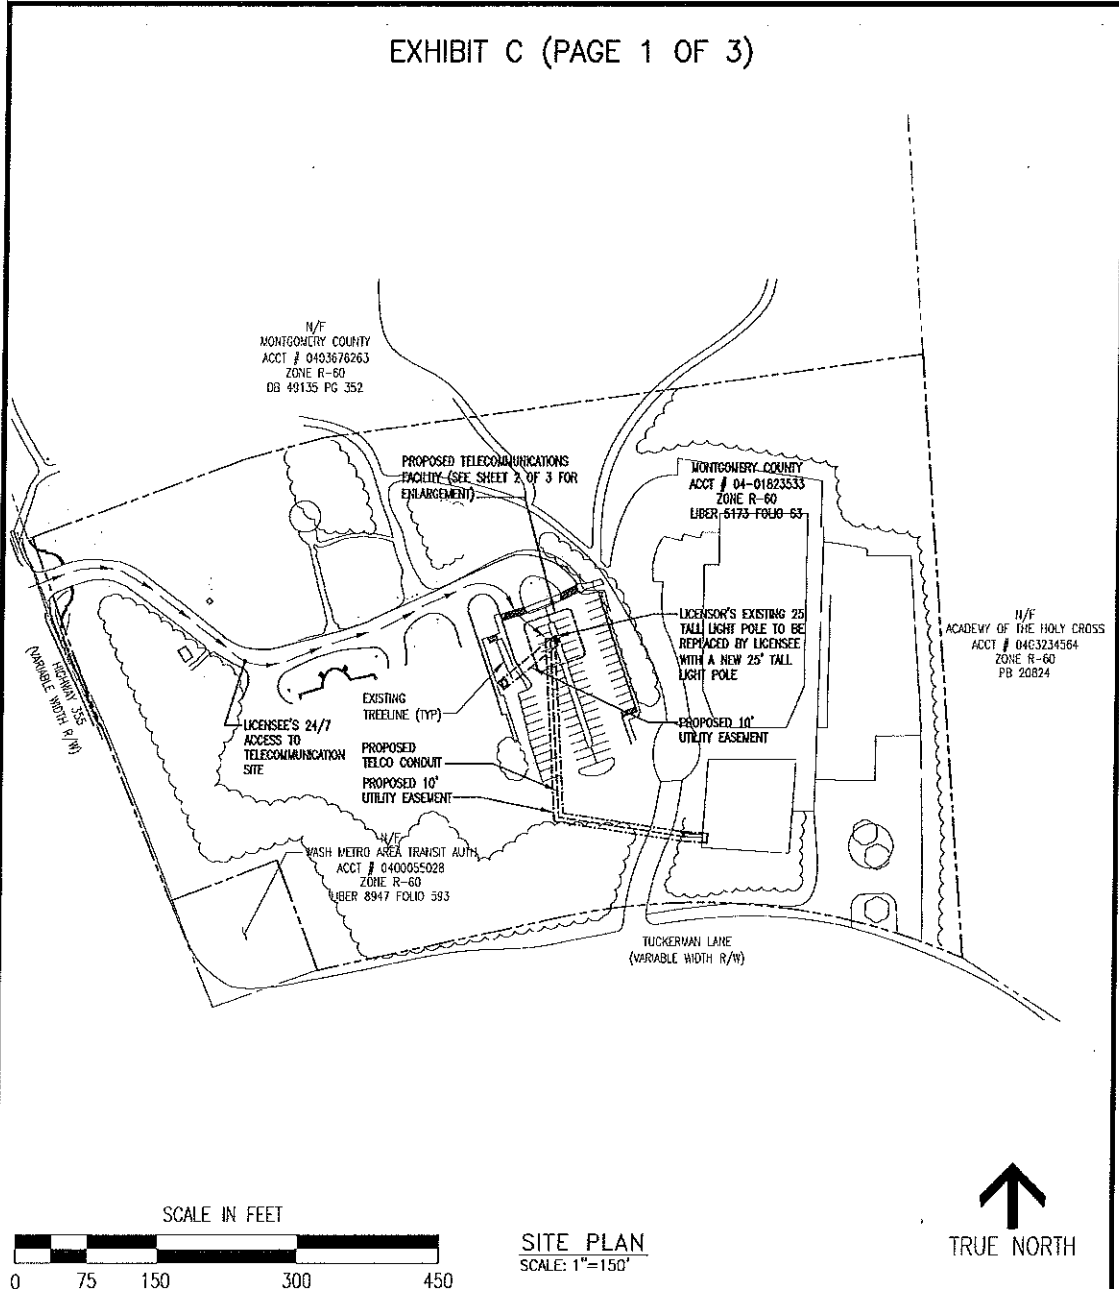 EXHIBIT C (PAGE 1 OF 3)
N/F
MONTGOMERY COUNTY
ACCT # 0403676263
ZONE R-60
DB 49135 PG 352
PROPOSED TELECOMMUNICATIONS
FACILITY (SEE SHEET 2 OF 3 FOR
ENLARGEMENT)
MONTGOMERY COUNTY
ACCT # 04-01823533
ZONE R-60
LIBER 5173 FOLIO 63
LICENSOR'S EXISTING 25
TALL LIGHT POLE TO BE
REPLACED BY LICENSEE
WITH A NEW 25' TALL
LIGHT POLE
N/F
ACADEMY OF THE HOLY CROSS
ACCT # 0403234564
ZONE R-60
PB 20824
HIGHWAY 355
(VARIABLE WIDTH R/W)
EXISTING
TREELINE (TYP)
LICENSEE'S 24/7
ACCESS TO
TELECOMMUNICATION
SITE
PROPOSED 10'
UTILITY EASEMENT
PROPOSED
TELCO CONDUIT
PROPOSED 10'
UTILITY EASEMENT
N/F
WASH METRO AREA TRANSIT AUTH
ACCT # 0400055028
ZONE R-60
LIBER 8947 FOLIO 593
TUCKERMAN LANE
(VARIABLE WIDTH R/W)
SCALE IN FEET
0 75 150 300 450
SITE PLAN
SCALE: 1"=150'
TRUE NORTH